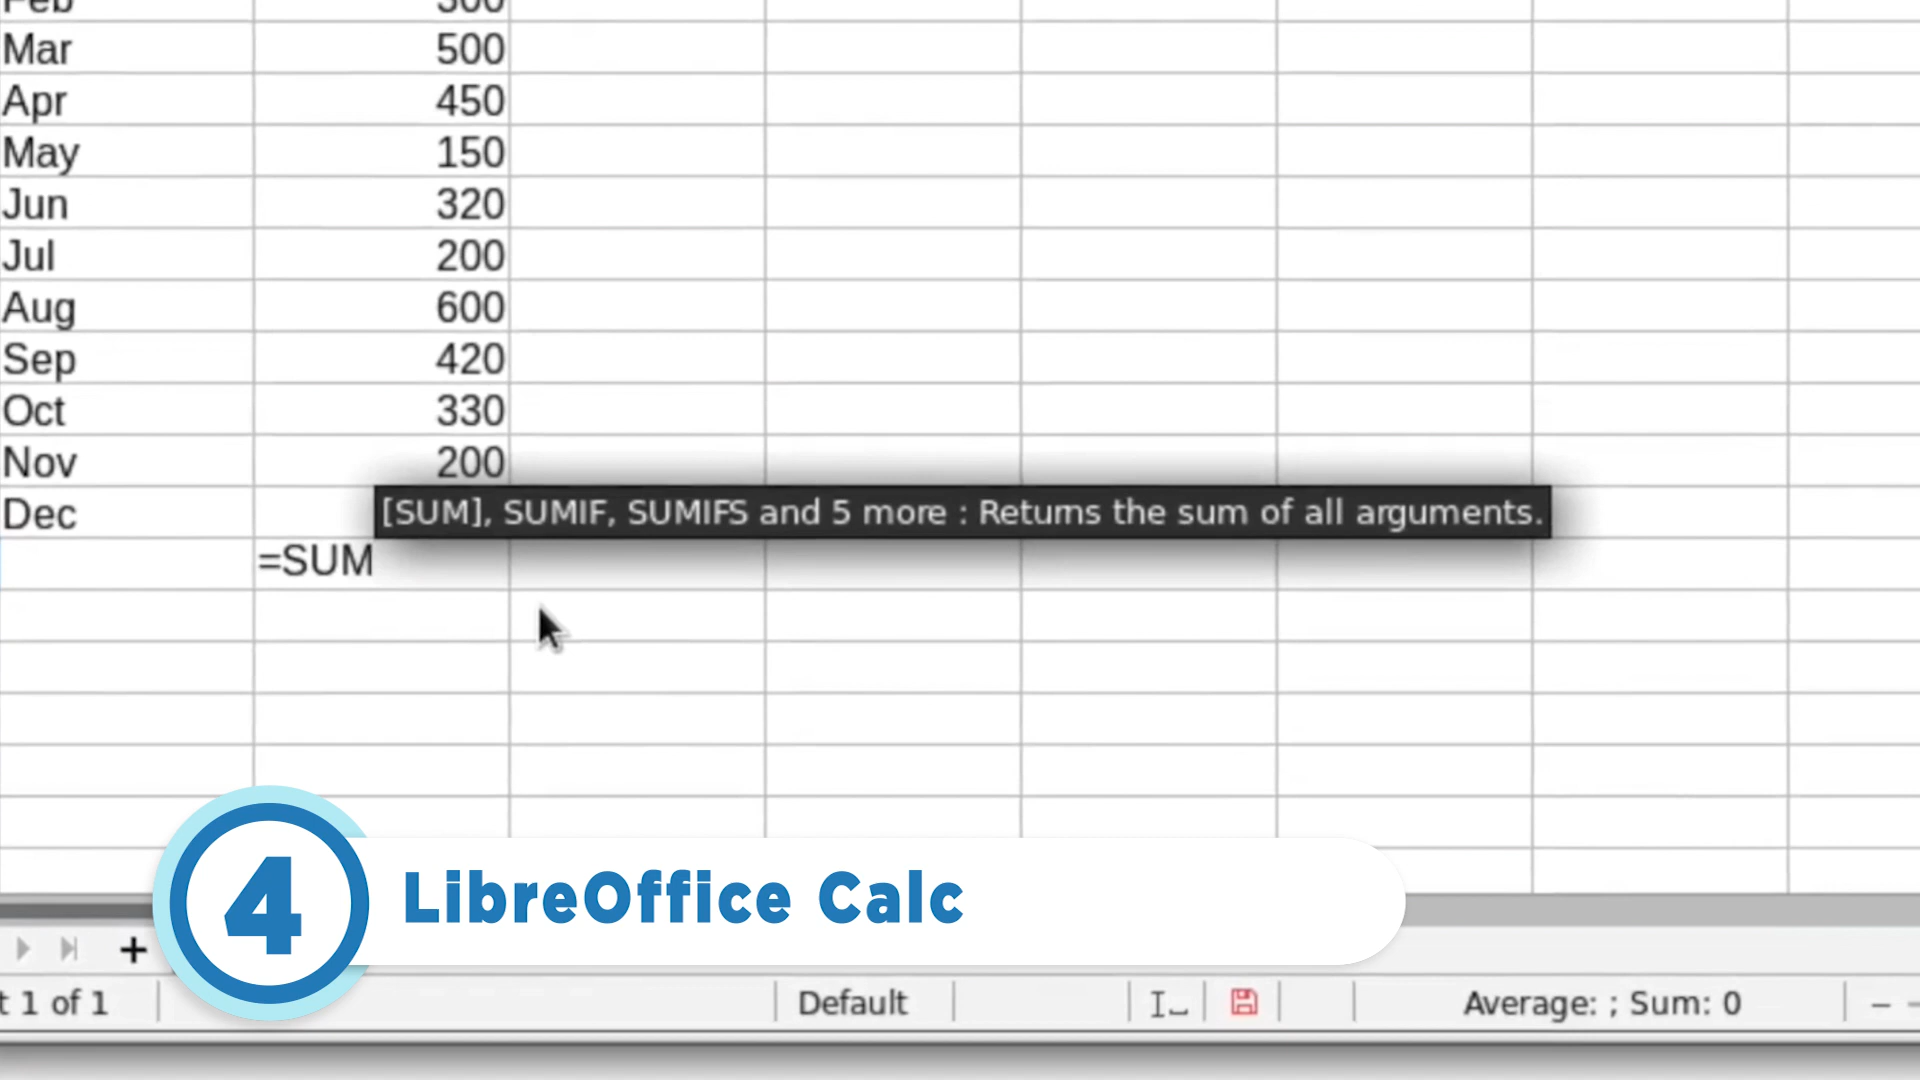 Feb 300
Mar 500
Apr 450
May 150
Jun 320
Jul 200
Aug 600
Sep 420
Oct 330
Nov 200
Dec
[SUM], SUMIF, SUMIFS and 5 more : Returns the sum of all arguments.
=SUM
4 LibreOffice Calc
+
1 of 1 Default Average: ; Sum: 0